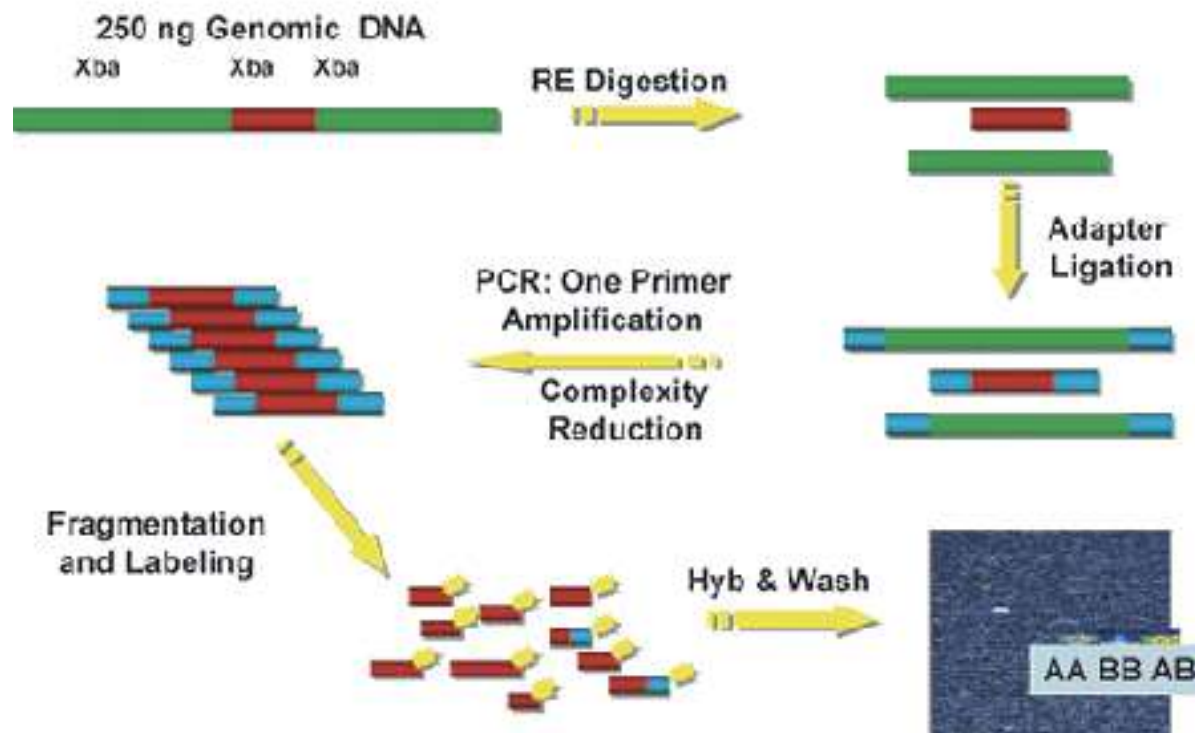 250 ng Genomic DNA
Xba Xba Xba
RE Digestion
Adapter
Ligation
PCR: One Primer
Amplification
Complexity
Reduction
Fragmentation
and Labeling
Hyb & Wash
AA BB AB